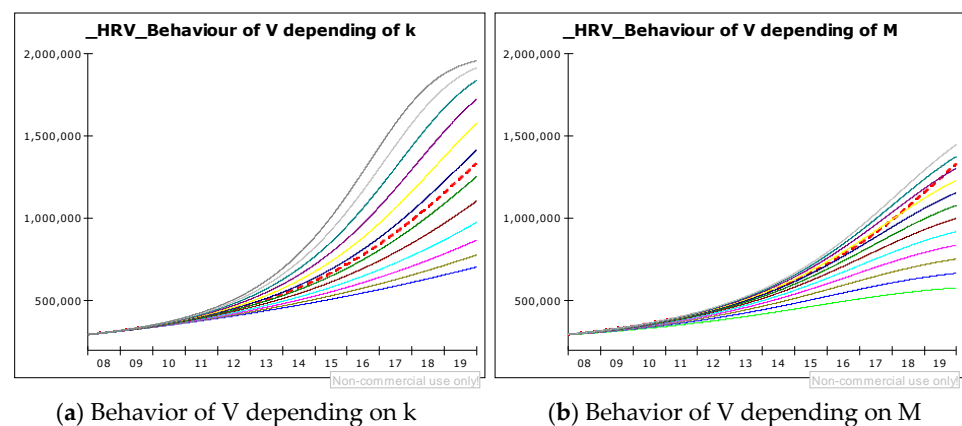 _HRV_Behaviour of V depending of k
2,000,000
1,500,000
1,000,000
500,000
08 09 10 11 12 13 14 15 16 17 18 19
Non-commercial use only!
(a) Behavior of V depending on k
_HRV_Behaviour of V depending of M
2,000,000
1,500,000
1,000,000
500,000
08 09 10 11 12 13 14 15 16 17 18 19
Non-commercial use only!
(b) Behavior of V depending on M